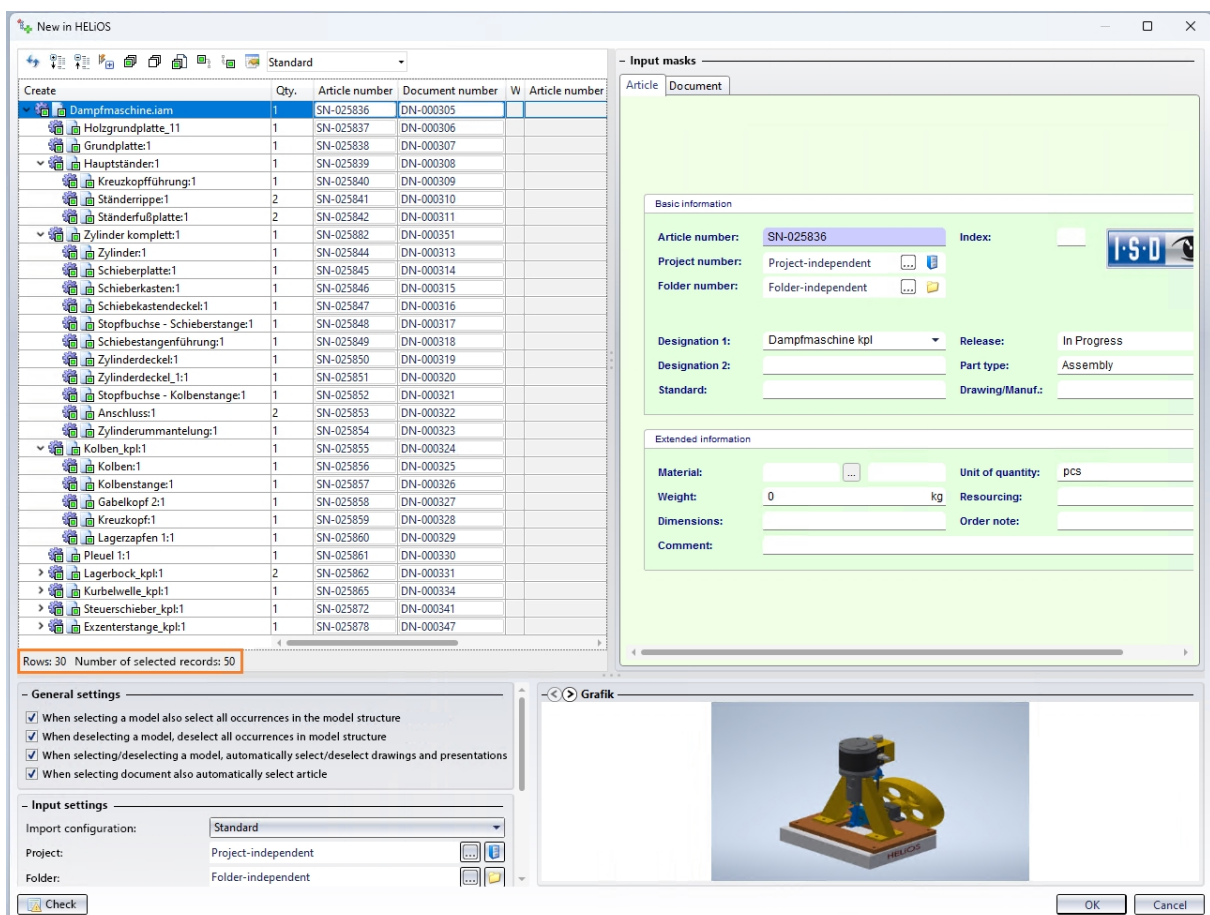 New in HELiOS
Standard
Create Qty. Article number Document number W Article number
Dampfmaschine.iam 1 SN-025836 DN-000305
Holzgrundplatte_11 1 SN-025837 DN-000306
Grundplatte:1 1 SN-025838 DN-000307
Hauptständer:1 1 SN-025839 DN-000308
Kreuzkopfführung:1 1 SN-025840 DN-000309
Ständerrippe:1 2 SN-025841 DN-000310
Ständerfußplatte:1 2 SN-025842 DN-000311
Zylinder komplett:1 1 SN-025882 DN-000351
Zylinder:1 1 SN-025844 DN-000313
Schieberplatte:1 1 SN-025845 DN-000314
Schieberkasten:1 1 SN-025846 DN-000315
Schiebekastendeckel:1 1 SN-025847 DN-000316
Stopfbuchse - Schieberstange:1 1 SN-025848 DN-000317
Schiebestangenführung:1 1 SN-025849 DN-000318
Zylinderdeckel:1 1 SN-025850 DN-000319
Zylinderdeckel_1:1 1 SN-025851 DN-000320
Stopfbuchse - Kolbenstange:1 1 SN-025852 DN-000321
Anschluss:1 2 SN-025853 DN-000322
Zylinderummantelung:1 1 SN-025854 DN-000323
Kolben_kpl:1 1 SN-025855 DN-000324
Kolben:1 1 SN-025856 DN-000325
Kolbenstange:1 1 SN-025857 DN-000326
Gabelkopf 2:1 1 SN-025858 DN-000327
Kreuzkopf:1 1 SN-025859 DN-000328
Lagerzapfen 1:1 1 SN-025860 DN-000329
Pleuel 1:1 1 SN-025861 DN-000330
Lagerbock_kpl:1 2 SN-025862 DN-000331
Kurbelwelle_kpl:1 1 SN-025865 DN-000334
Steuerschieber_kpl:1 1 SN-025872 DN-000341
Exzenterstange_kpl:1 1 SN-025878 DN-000347
Rows: 30 Number of selected records: 50
Input masks
Article Document
Basic information
Article number: SN-025836 Index:
I·S·D
Project number: Project-independent ...
Folder number: Folder-independent ...
Designation 1: Dampfmaschine kpl Release: In Progress
Designation 2: Part type: Assembly
Standard: Drawing/Manuf.:
Extended information
Material: ... Unit of quantity: pcs
Weight: 0 kg Resourcing:
Dimensions: Order note:
Comment:
General settings
When selecting a model also select all occurrences in the model structure
When deselecting a model, deselect all occurrences in model structure
When selecting/deselecting a model, automatically select/deselect drawings and presentations
When selecting document also automatically select article
Input settings
Import configuration: Standard
Project: Project-independent ...
Folder: Folder-independent ...
Grafik
HELiOS
Check OK Cancel